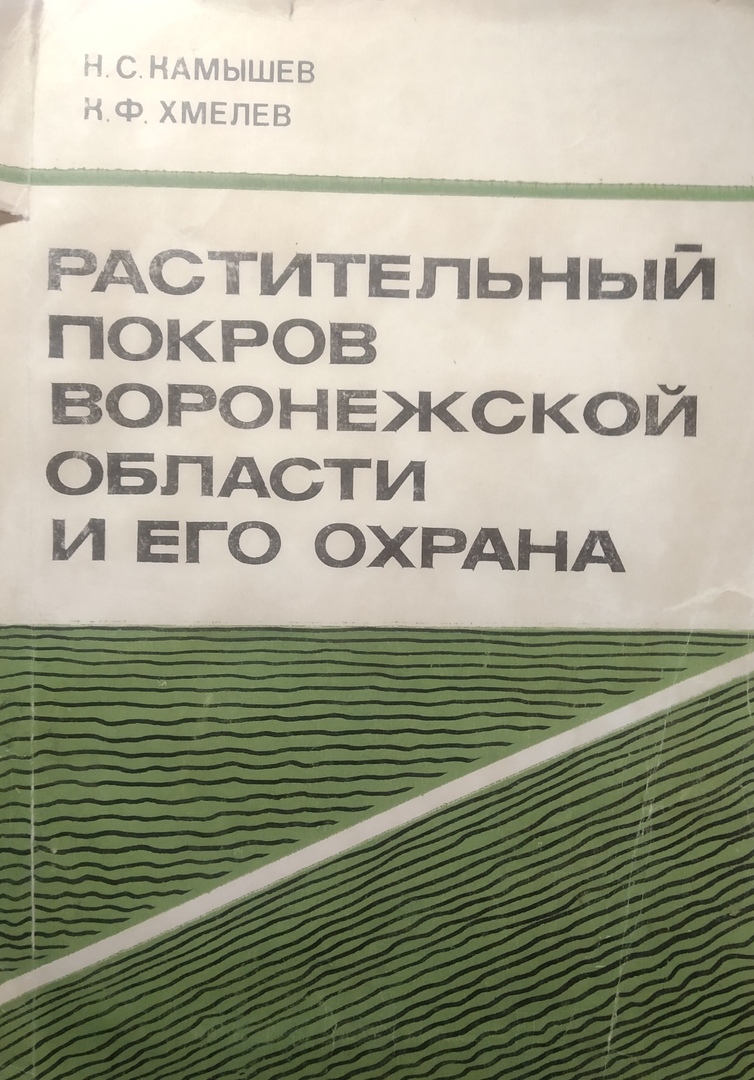 Н. С. КАМЫШЕВ
К. Ф. ХМЕЛЕВ
РАСТИТЕЛЬНЫЙ
ПОКРОВ
ВОРОНЕЖСКОЙ
ОБЛАСТИ
И ЕГО ОХРАНА